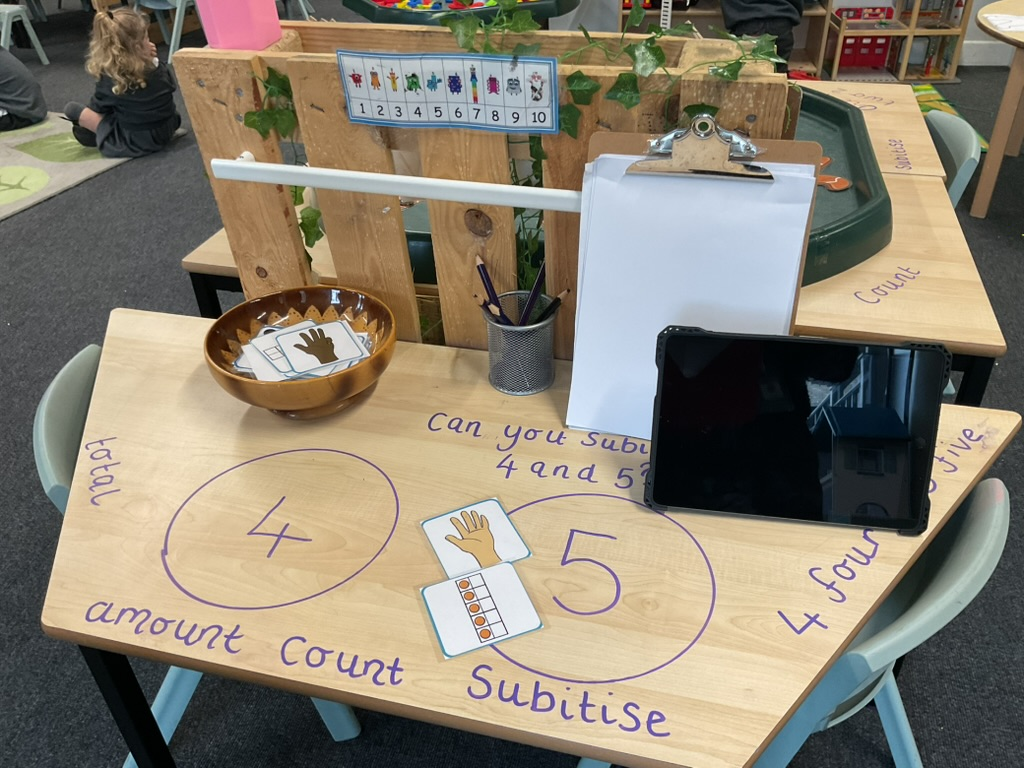 1 2 3 4 5 6 7 8 9 10
Subitise
Count
Can you Subi
4 and 5?
total
4
5
five
4 four
amount Count Subitise